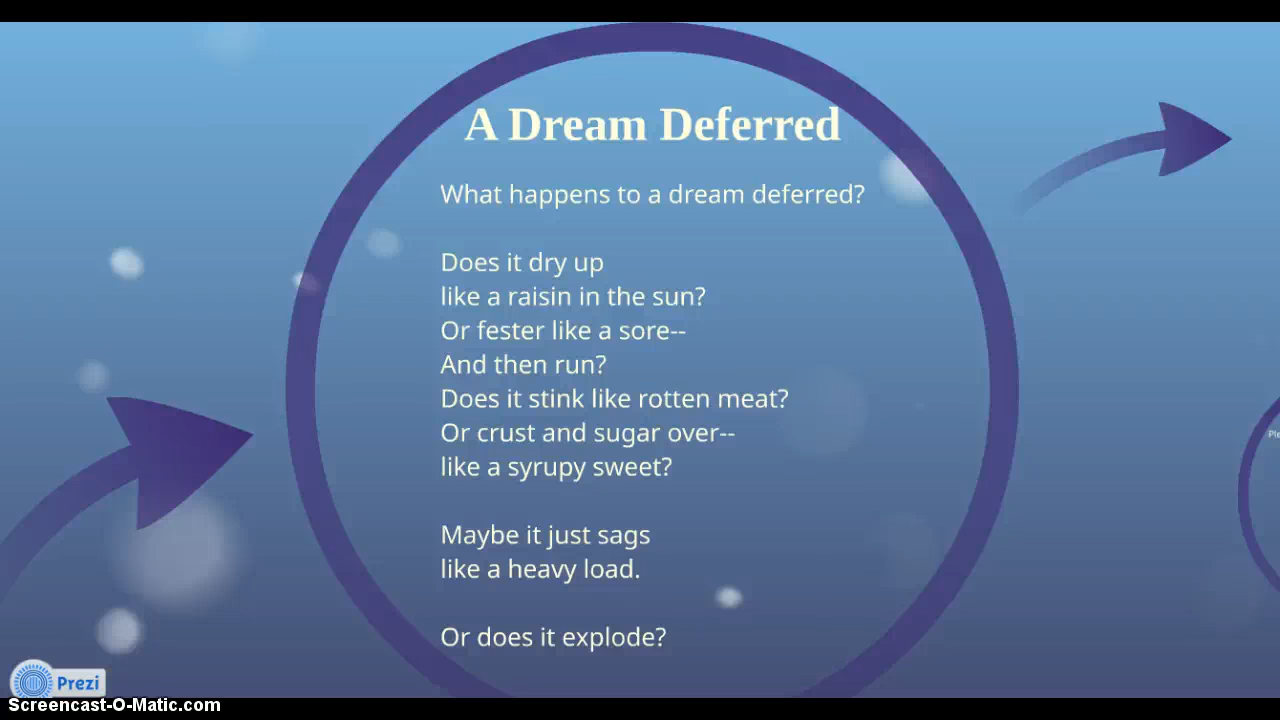 A Dream Deferred
What happens to a dream deferred?
Does it dry up
like a raisin in the sun?
Or fester like a sore--
And then run?
Does it stink like rotten meat?
Or crust and sugar over--
like a syrupy sweet?
Maybe it just sags
like a heavy load.
Or does it explode?
Prezi
Screencast-O-Matic.com